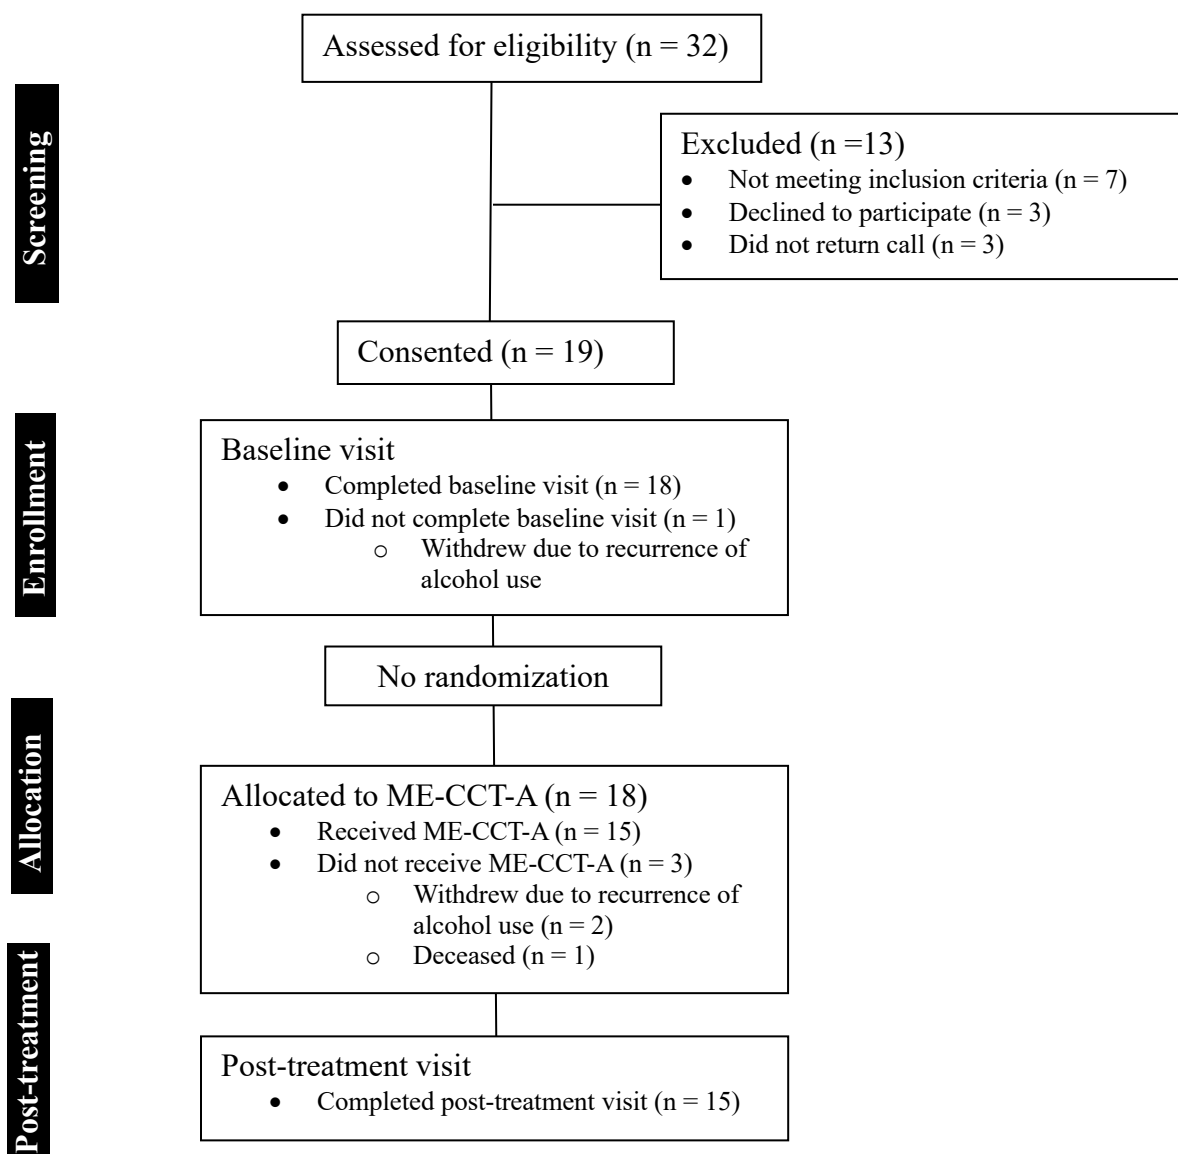 Assessed for eligibility (n = 32)
Screening
Excluded (n =13)
• Not meeting inclusion criteria (n = 7)
• Declined to participate (n = 3)
• Did not return call (n = 3)
Consented (n = 19)
Enrollment
Baseline visit
• Completed baseline visit (n = 18)
• Did not complete baseline visit (n = 1)
o Withdrew due to recurrence of
alcohol use
No randomization
Allocation
Allocated to ME-CCT-A (n = 18)
• Received ME-CCT-A (n = 15)
• Did not receive ME-CCT-A (n = 3)
o Withdrew due to recurrence of
alcohol use (n = 2)
o Deceased (n = 1)
Post-treatment
Post-treatment visit
• Completed post-treatment visit (n = 15)